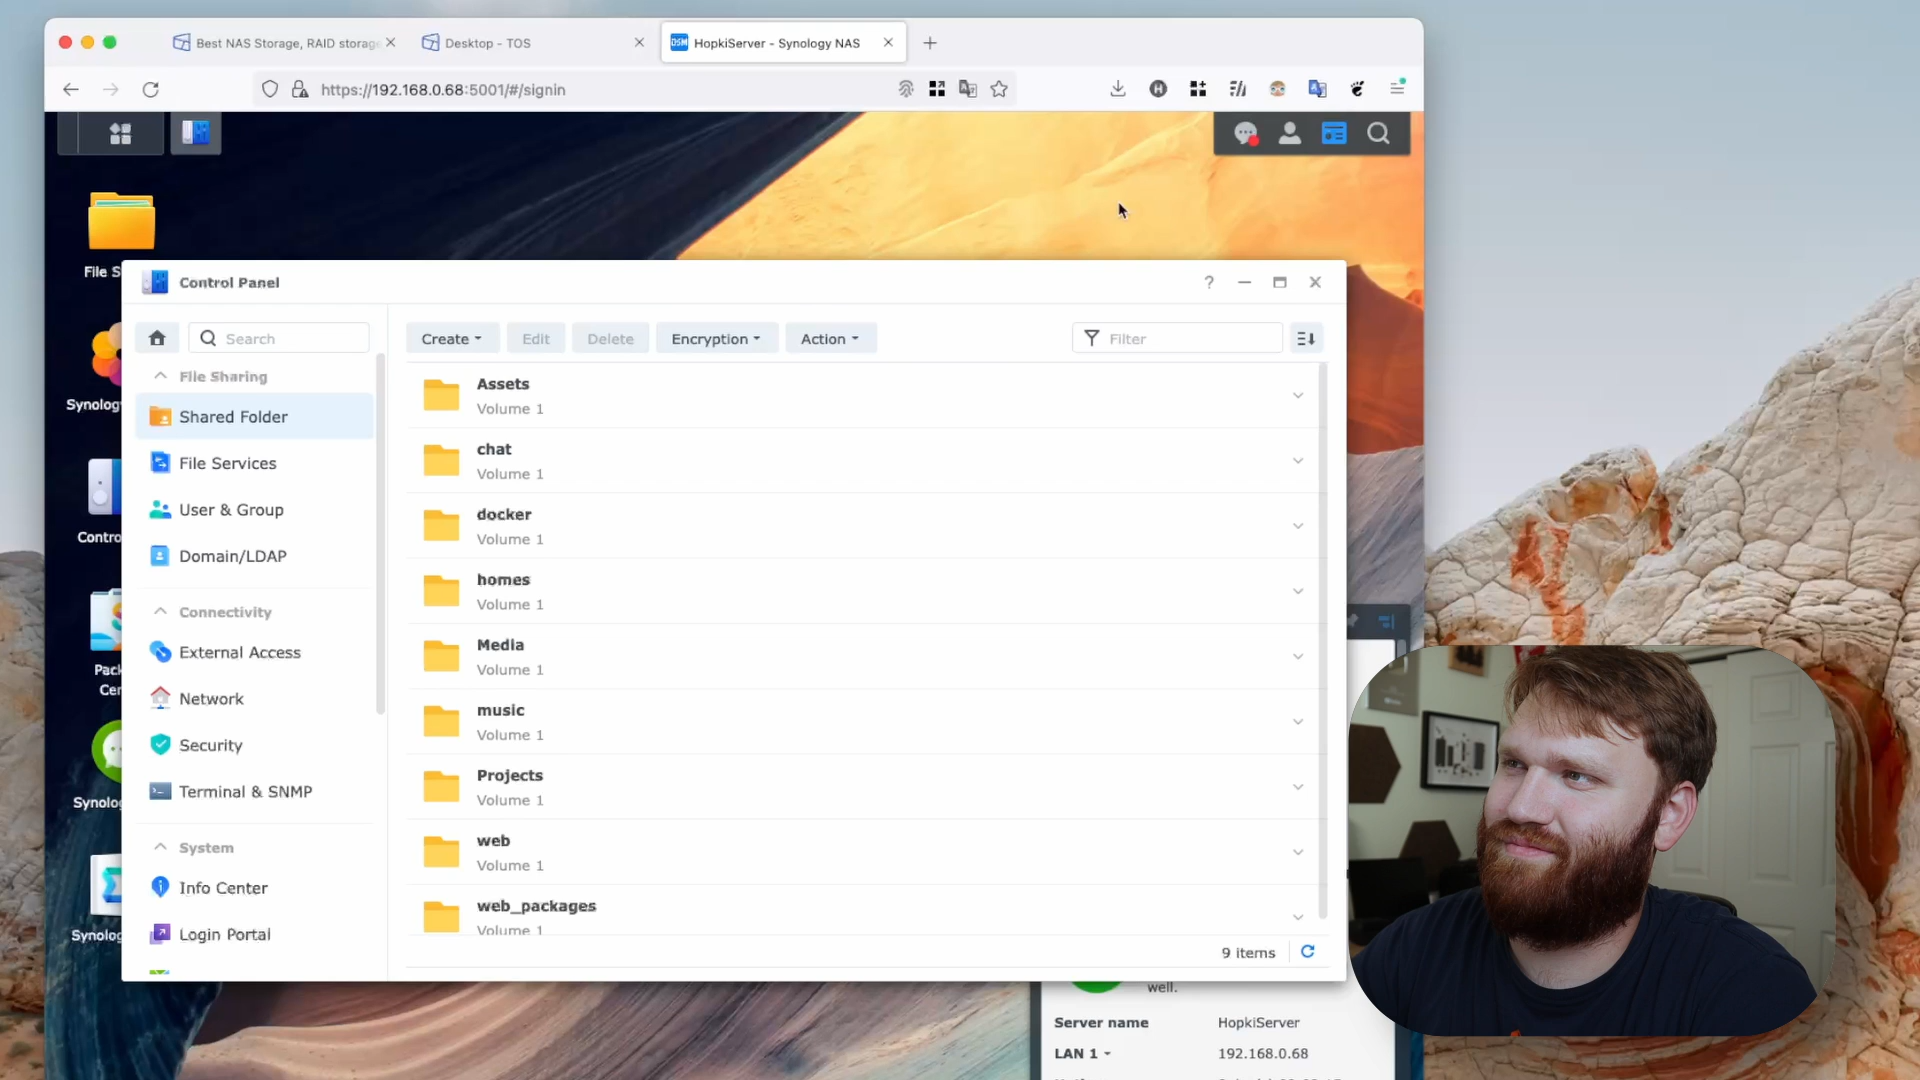 Best NAS Storage, RAID storage
Desktop - TOS
DSM
HopkiServer - Synology NAS
https://192.168.0.68:5001/#/signin
File S
Synology
Contro
Pack
Cen
Synolog
Synolog
Control Panel
Search
File Sharing
Shared Folder
File Services
User & Group
Domain/LDAP
Connectivity
External Access
Network
Security
Terminal & SNMP
System
Info Center
Login Portal
Create
Edit
Delete
Encryption
Action
Filter
Assets
Volume 1
chat
Volume 1
docker
Volume 1
homes
Volume 1
Media
Volume 1
music
Volume 1
Projects
Volume 1
web
Volume 1
web_packages
Volume 1
9 items
well.
Server name HopkiServer
LAN 1 192.168.0.68